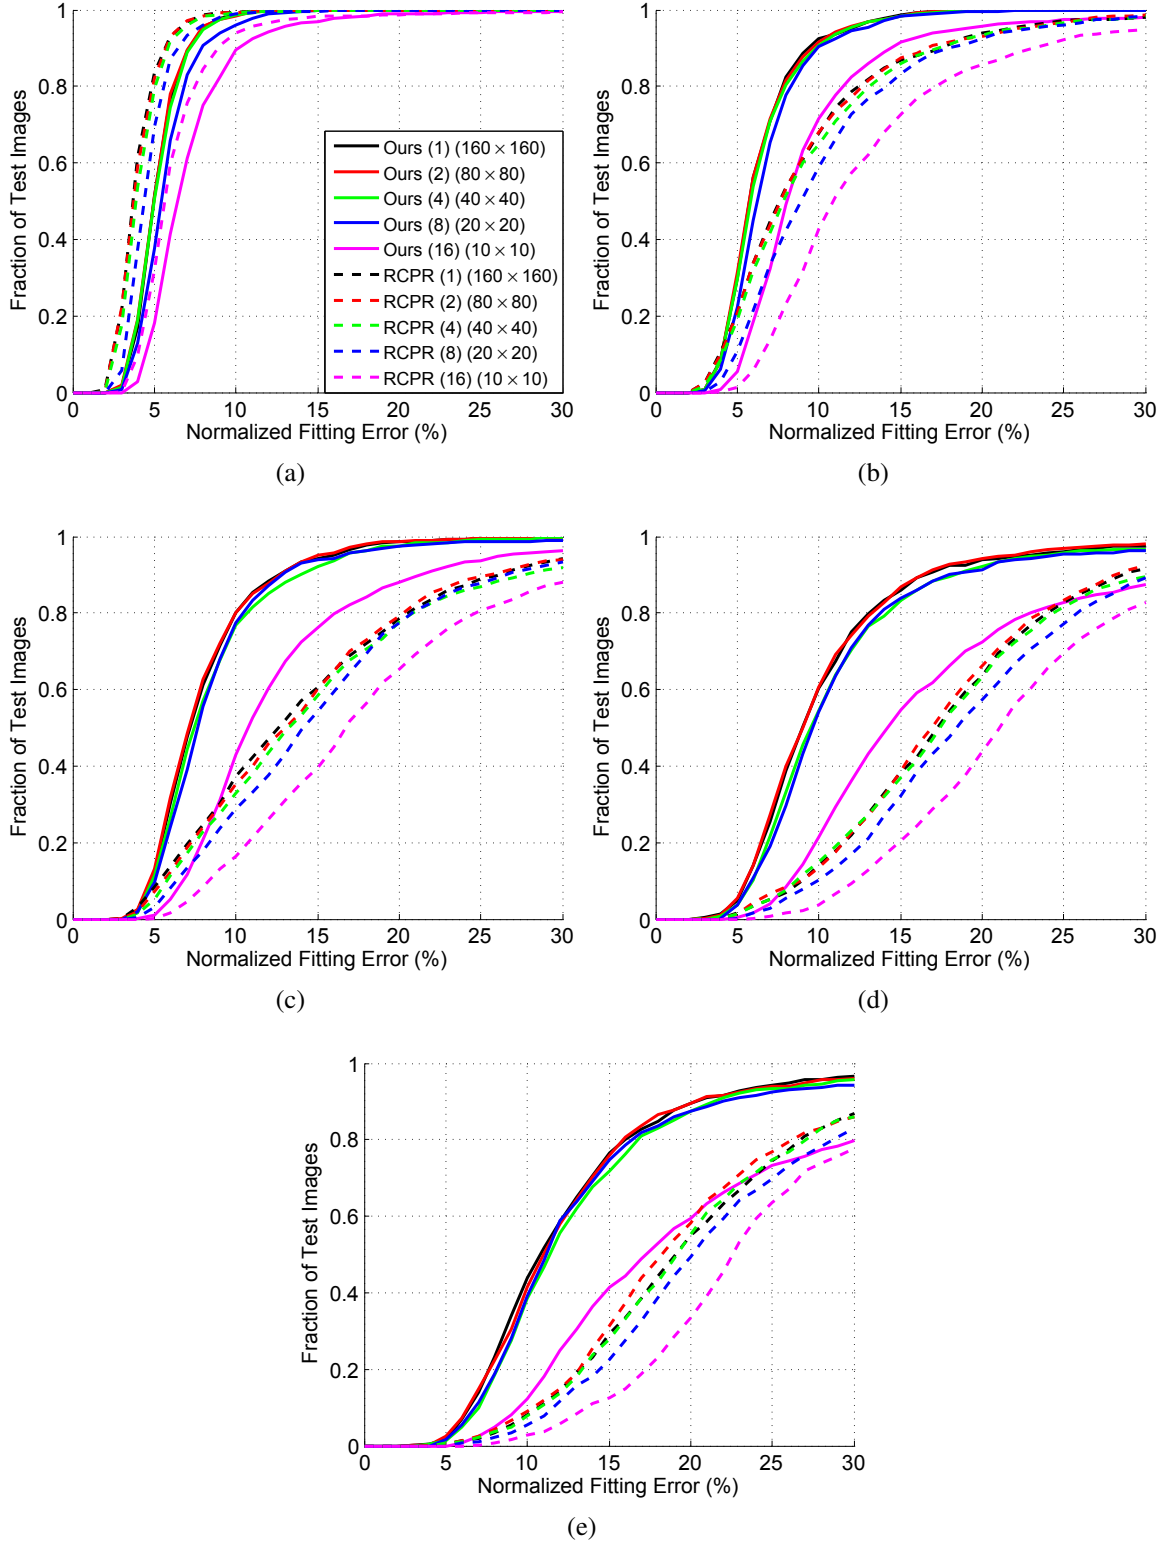 1
0.8
0.6
0.4
0.2
0
Fraction of Test Images
0 5 10 15 20 25 30
Normalized Fitting Error (%)
Ours (1) (160 × 160)
Ours (2) (80 × 80)
Ours (4) (40 × 40)
Ours (8) (20 × 20)
Ours (16) (10 × 10)
RCPR (1) (160 × 160)
RCPR (2) (80 × 80)
RCPR (4) (40 × 40)
RCPR (8) (20 × 20)
RCPR (16) (10 × 10)
(a)
1
0.8
0.6
0.4
0.2
0
Fraction of Test Images
0 5 10 15 20 25 30
Normalized Fitting Error (%)
(b)
1
0.8
0.6
0.4
0.2
0
Fraction of Test Images
0 5 10 15 20 25 30
Normalized Fitting Error (%)
(c)
1
0.8
0.6
0.4
0.2
0
Fraction of Test Images
0 5 10 15 20 25 30
Normalized Fitting Error (%)
(d)
1
0.8
0.6
0.4
0.2
0
Fraction of Test Images
0 5 10 15 20 25 30
Normalized Fitting Error (%)
(e)